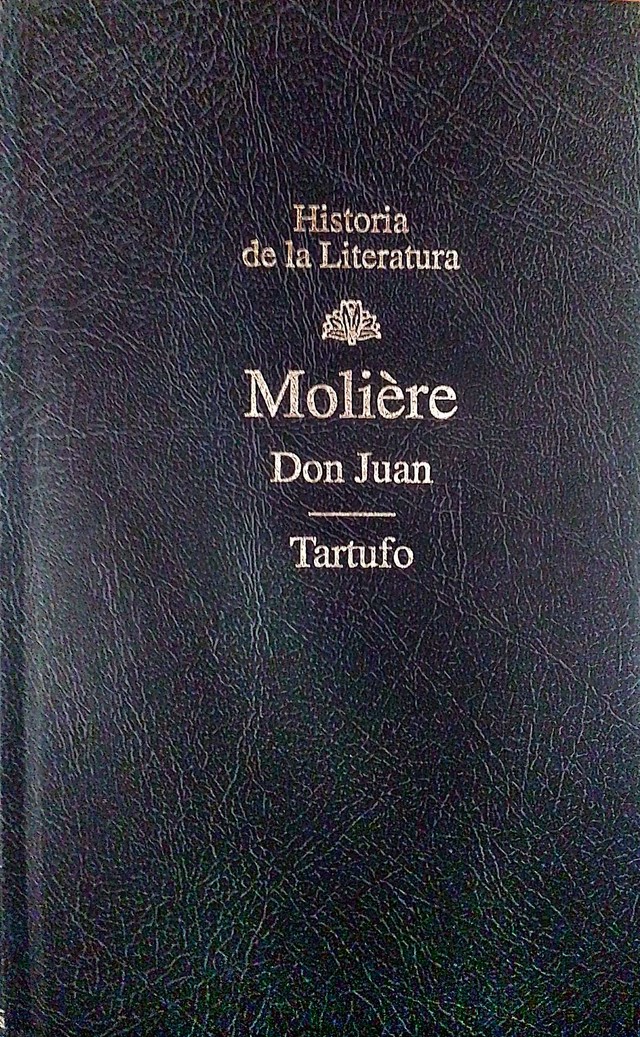 Historia
de la Literatura
Molière
Don Juan
Tartufo